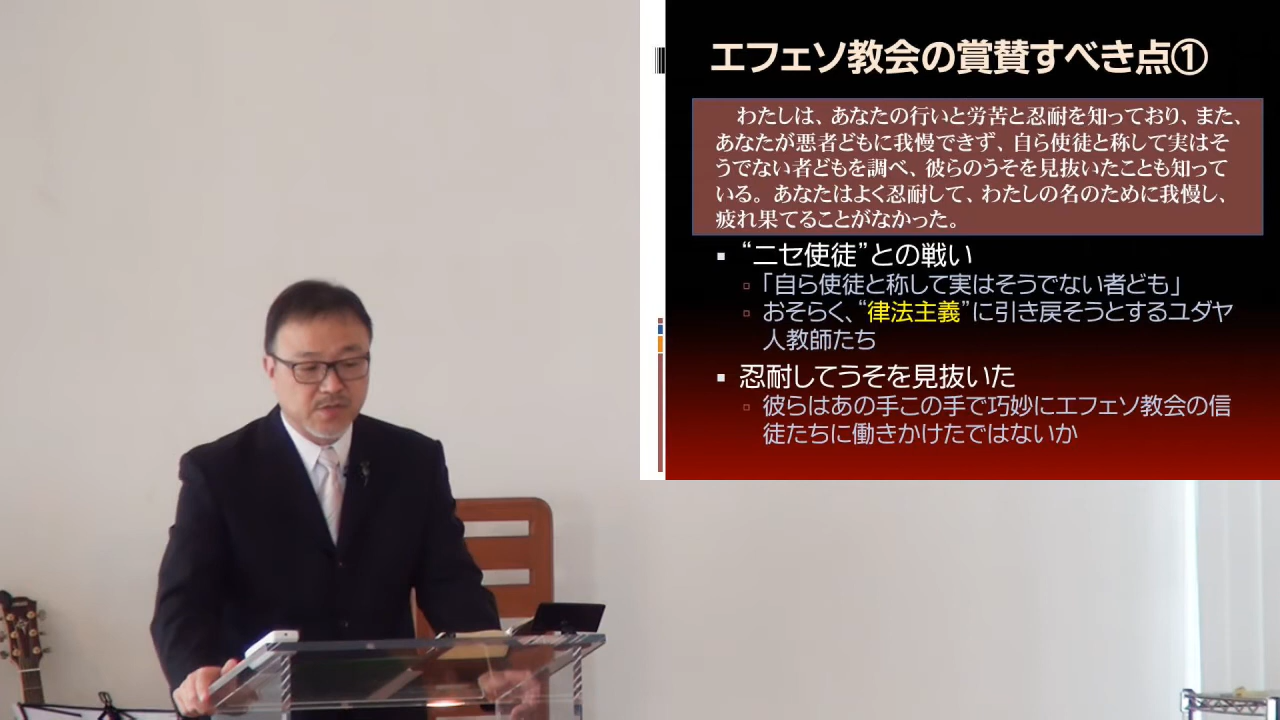 エフェソ教会の賞賛すべき点①
わたしは、あなたの行いと労苦と忍耐を知っており、また、
あなたが悪者どもに我慢できず、自ら使徒と称して実はそ
うでない者どもを調べ、彼らのうそを見抜いたことも知って
いる。あなたはよく忍耐して、わたしの名のために我慢し、
疲れ果てることがなかった。
“ニセ使徒”との戦い
「自ら使徒と称して実はそうでない者ども」
おそらく、“律法主義”に引き戻そうとするユダヤ
人教師たち
忍耐してうそを見抜いた
彼らはあの手この手で巧妙にエフェソ教会の信
徒たちに働きかけたではないか